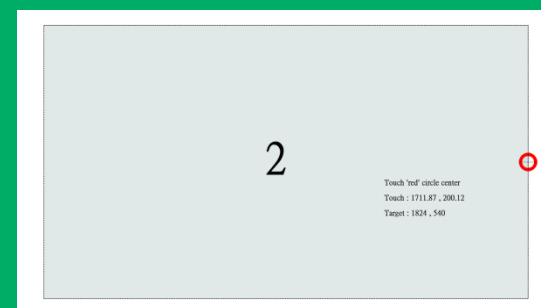 2
Touch 'red' circle center
Touch : 1711.87 , 200.12
Target : 1824 , 540